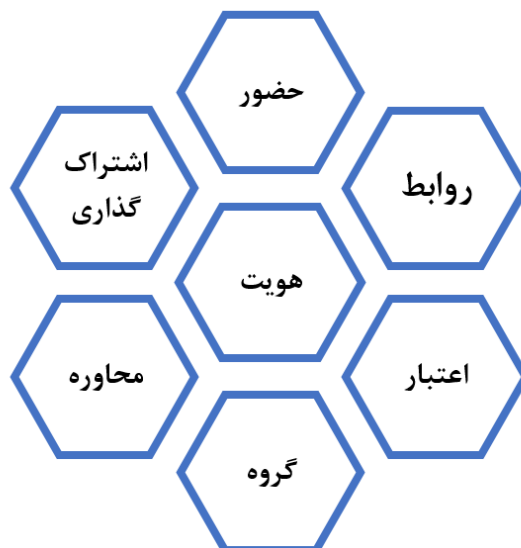 حضور
روابط
اشتراک
گذاری
هویت
اعتبار
محاوره
گروه